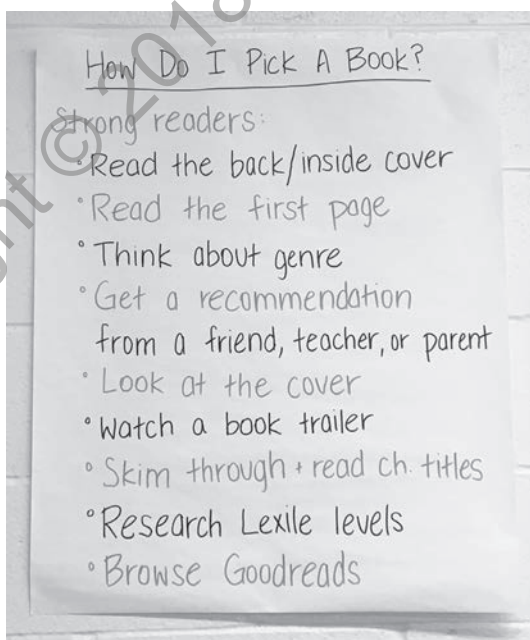 How Do I Pick A Book?
Strong readers:
• Read the back/inside cover
• Read the first page
• Think about genre
• Get a recommendation
from a friend, teacher, or parent
• Look at the cover
• Watch a book trailer
• Skim through + read ch. titles
• Research Lexile levels
• Browse Goodreads
© 2018